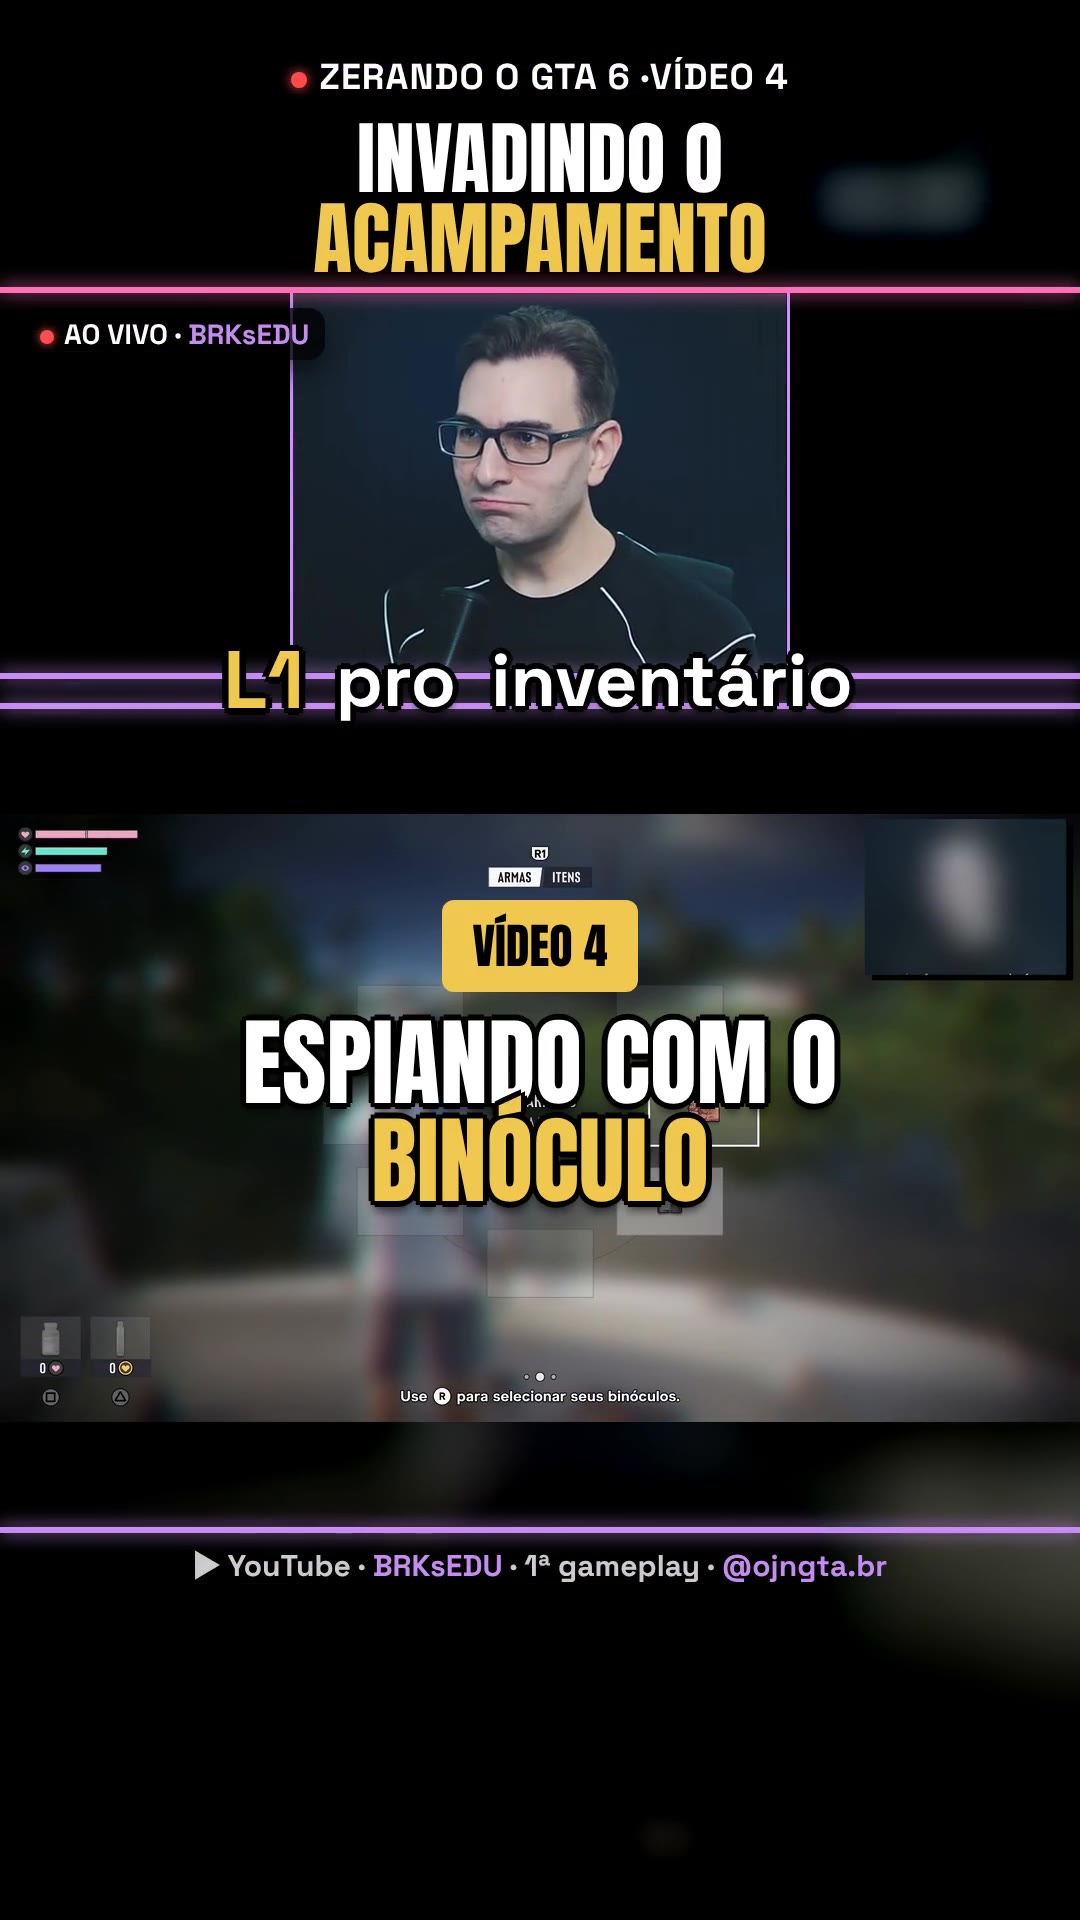 ZERANDO O GTA 6 ·VÍDEO 4
INVADINDO O
ACAMPAMENTO
AO VIVO · BRKsEDU
L1 pro inventário
R1
ARMAS ITENS
VÍDEO 4
ESPIANDO COM O
BINÓCULO
0 0
Use R para selecionar seus binóculos.
YouTube · BRKsEDU · 1ª gameplay · @ojngta.br